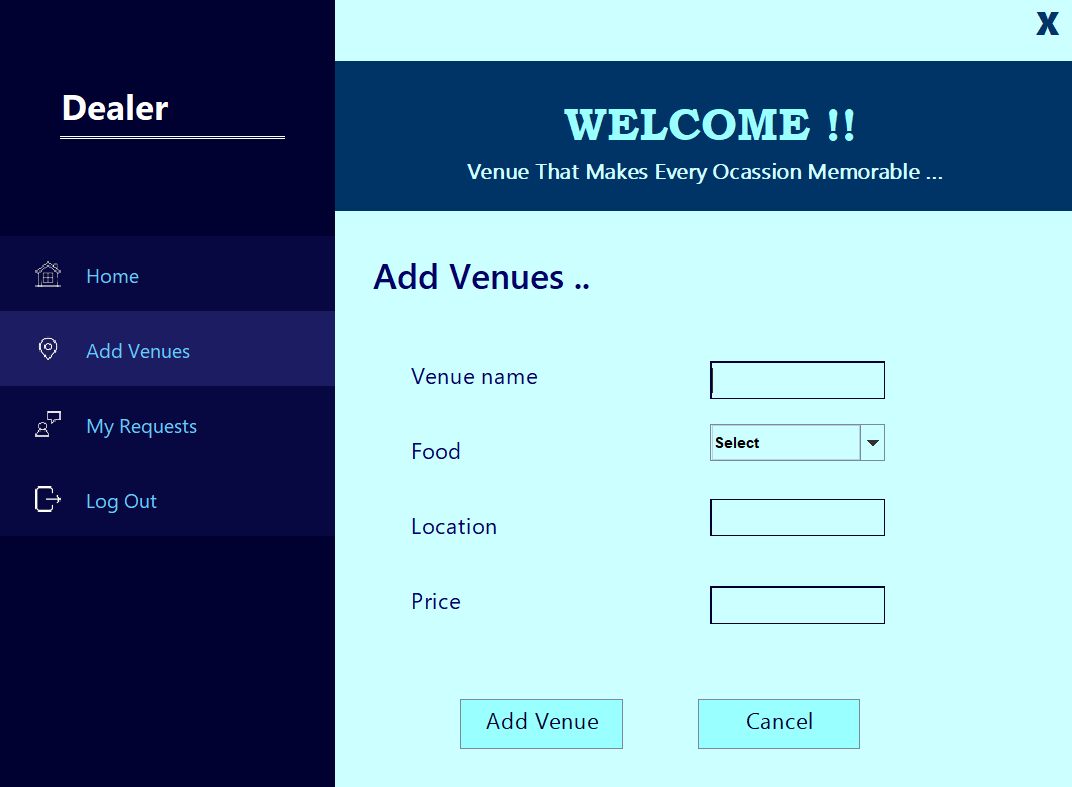 X
Dealer
WELCOME !!
Venue That Makes Every Ocassion Memorable ...
Home
Add Venues
My Requests
Log Out
Add Venues ..
Venue name
Food
Select
Location
Price
Add Venue
Cancel